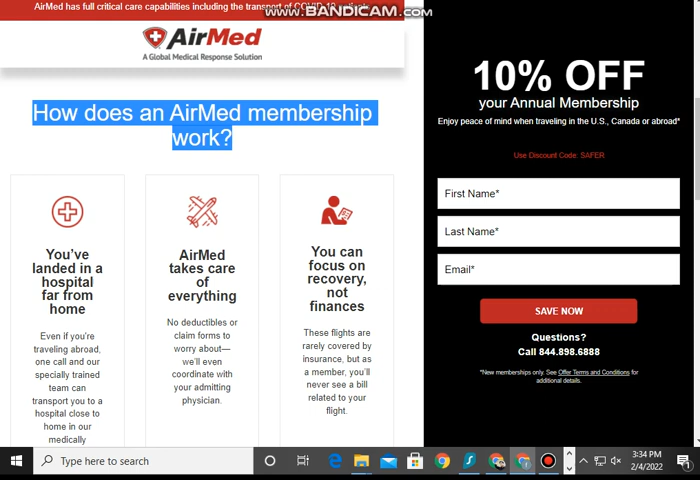 AirMed has full critical care capabilities including the transport of COVID-19
www.BANDICAM.com
AirMed
A Global Medical Response Solution
How does an AirMed membership
work?
You've
landed in a
hospital
far from
home
Even if you're
traveling abroad,
one call and our
specially trained
team can
transport you to a
hospital close to
home in our
medically
AirMed
takes care
of
everything
No deductibles or
claim forms to
worry about—
we'll even
coordinate with
your admitting
physician.
You can
focus on
recovery,
not
finances
These flights are
rarely covered by
insurance, but as
a member, you'll
never see a bill
related to your
flight.
10% OFF
your Annual Membership
Enjoy peace of mind when traveling in the U.S., Canada or abroad*
Use Discount Code: SAFER
First Name*
Last Name*
Email*
SAVE NOW
Questions?
Call 844.898.6888
*New memberships only. See Offer Terms and Conditions for
additional details.
Type here to search
3:34 PM
2/4/2022